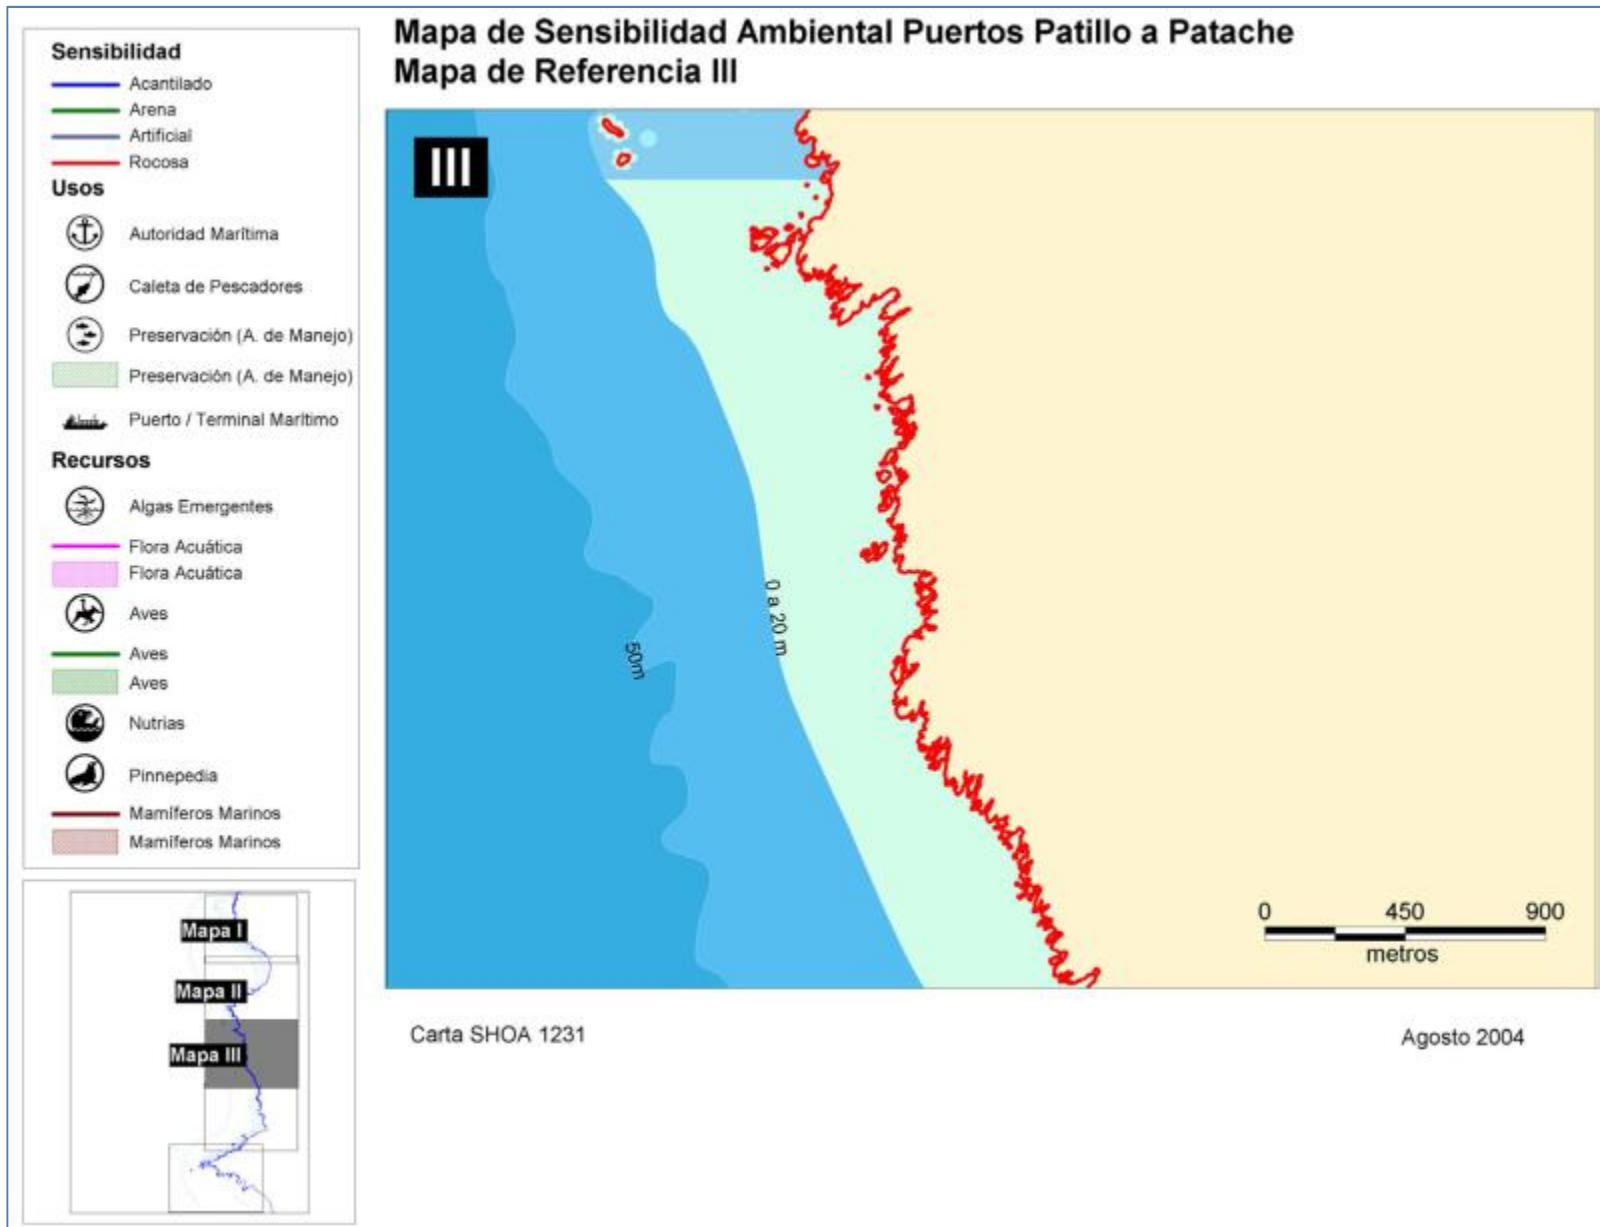 Mapa de Sensibilidad Ambiental Puertos Patillo a Patache
Mapa de Referencia III
Sensibilidad
Acantilado
Arena
Artificial
Rocosa
Usos
Autoridad Marítima
Caleta de Pescadores
Preservación (A. de Manejo)
Preservación (A. de Manejo)
Puerto / Terminal Marítimo
Recursos
Algas Emergentes
Flora Acuática
Flora Acuática
Aves
Aves
Aves
Nutrias
Pinnepedia
Mamíferos Marinos
Mamíferos Marinos
Mapa I
Mapa II
Mapa III
III
0 a 20 m
50m
0 450 900
metros
Carta SHOA 1231
Agosto 2004